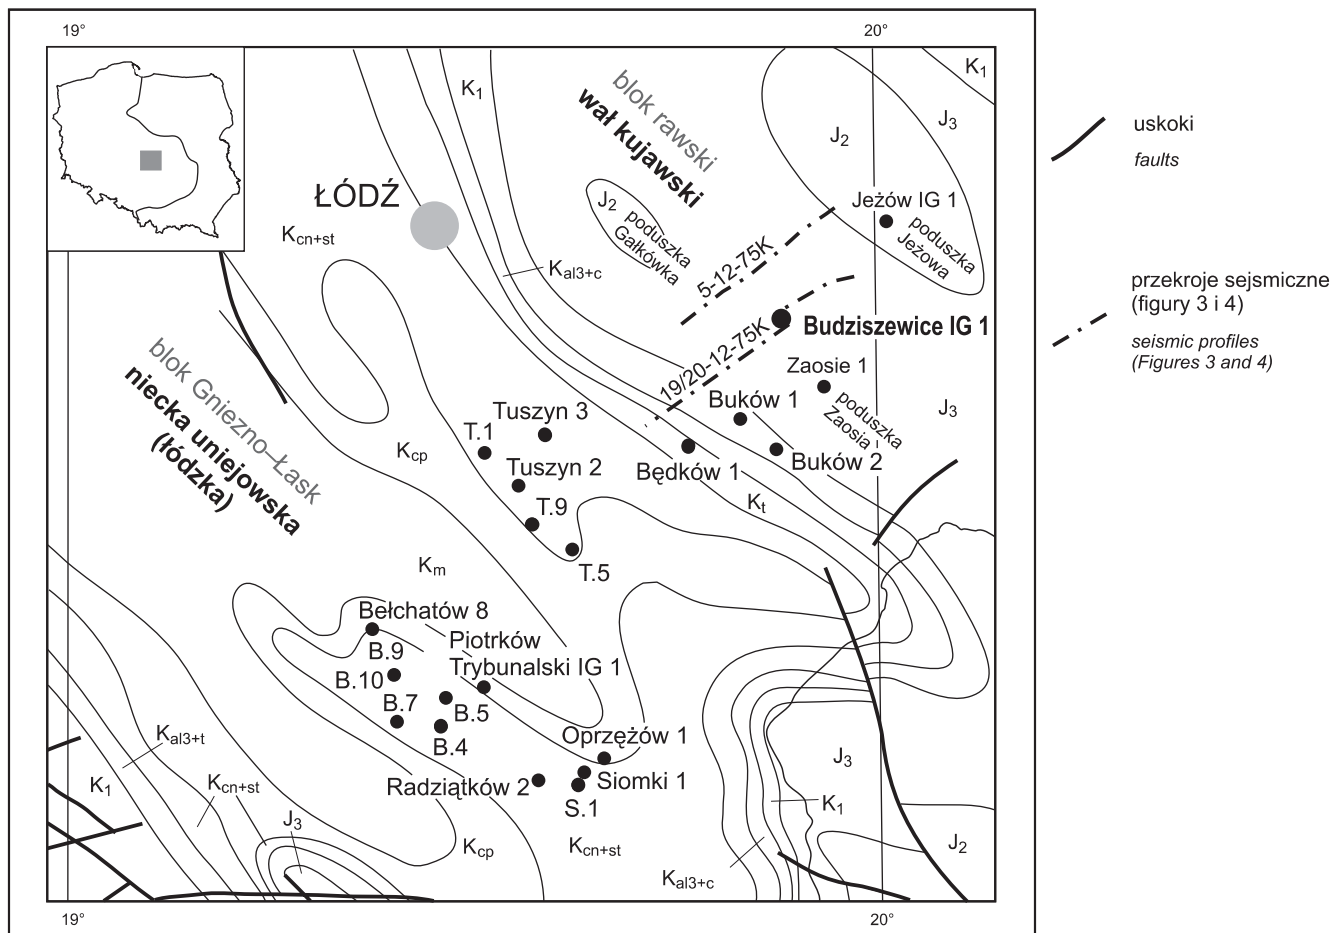 19°
20°
K1
blok rawski
wał kujawski
K1
J3
J2
ŁÓDŹ
J2
poduszka
Gałkówka
Jeżów IG 1
poduszka
Jeżowa
Kcn+st
Kal3+c
5-12-75K
Budziszewice IG 1
19/20-12-75K
Zaosie 1
poduszka
Zaosia
J3
blok Gniezno–Łask
niecka uniejowska
(łódzka)
Buków 1
Tuszyn 3
T.1
Kcp
Będków 1
Buków 2
Tuszyn 2
T.9
Kt
T.5
Km
Bełchatów 8
Piotrków
Trybunalski IG 1
B.9
B.10
B.7
B.5
B.4
Oprzężów 1
Kal3+t
Radziątków 2
Siomki 1
S.1
K1
Kcn+st
J3
J3
K1
Kcp
Kcn+st
J2
Kal3+c
19°
20°
uskoki
faults
przekroje sejsmiczne
(figury 3 i 4)
seismic profiles
(Figures 3 and 4)